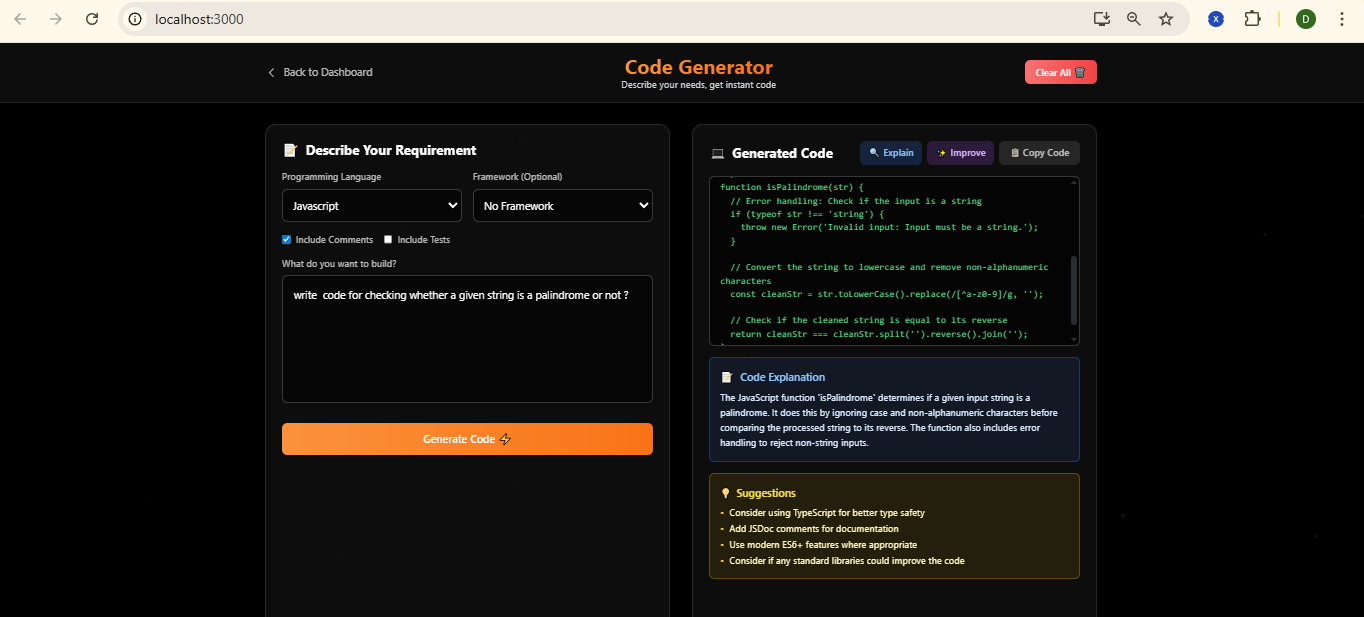 localhost:3000
D
Back to Dashboard
Code Generator
Describe your needs, get instant code
Clear All
Describe Your Requirement
Programming Language
Framework (Optional)
Javascript
No Framework
Include Comments
Include Tests
What do you want to build?
write  code for checking whether a given string is a palindrome or not ?
Generate Code
Generated Code
Explain
Improve
Copy Code
function isPalindrome(str) {
  // Error handling: Check if the input is a string
  if (typeof str !== 'string') {
    throw new Error('Invalid input: Input must be a string.');
  }
  // Convert the string to lowercase and remove non-alphanumeric
characters
  const cleanStr = str.toLowerCase().replace(/[^a-z0-9]/g, '');
  // Check if the cleaned string is equal to its reverse
  return cleanStr === cleanStr.split('').reverse().join('');
Code Explanation
The JavaScript function `isPalindrome` determines if a given input string is a
palindrome. It does this by ignoring case and non-alphanumeric characters before
comparing the processed string to its reverse. The function also includes error
handling to reject non-string inputs.
Suggestions
• Consider using TypeScript for better type safety
• Add JSDoc comments for documentation
• Use modern ES6+ features where appropriate
• Consider if any standard libraries could improve the code